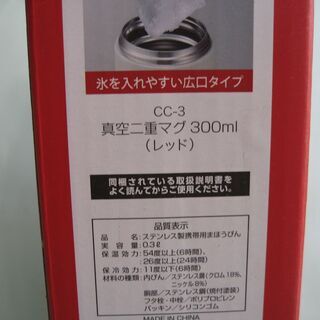 氷を入れやすい広口タイプ
CC-3
真空二重マグ 300ml
（レッド）
同梱されている取扱説明書を
よく読んてからご使用ください。
品質表示
品名：ステンレス製携帯用まほうびん
実容量：0.3ℓ
保温効力：54度以上(6時間)、
26度以上(24時間)
保冷効力：11度以下(6時間)
材料の種類：内びん/ステンレス鋼(クロム18%、
ニッケル8%)
胴部/ステンレス鋼(焼付塗装)
フタ栓・中栓/ポリプロピレン
パッキン/シリコンゴム
MADE IN CHINA